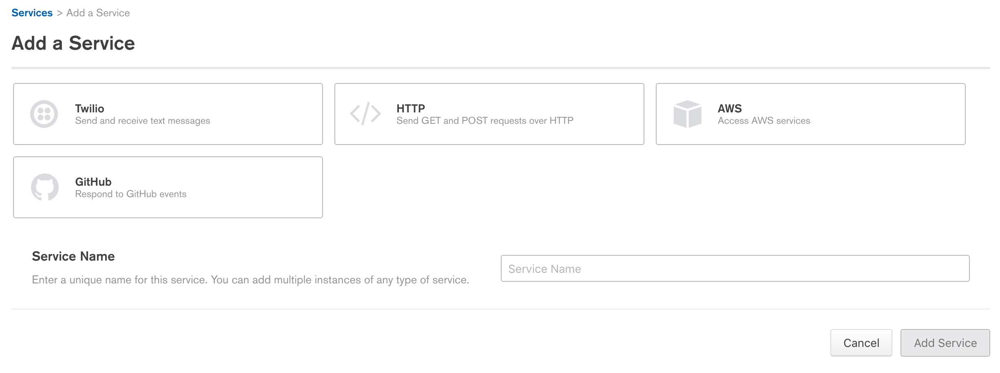 Services > Add a Service
Add a Service
Twilio
Send and receive text messages
HTTP
Send GET and POST requests over HTTP
AWS
Access AWS services
GitHub
Respond to GitHub events
Service Name
Enter a unique name for this service. You can add multiple instances of any type of service.
Service Name
Cancel
Add Service